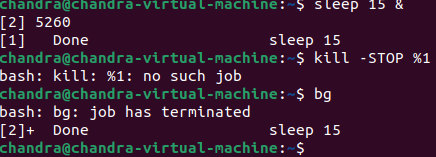 chandra@chandra-virtual-machine:~$ sleep 15 &
[2] 5260
[1]   Done                    sleep 15
chandra@chandra-virtual-machine:~$ kill -STOP %1
bash: kill: %1: no such job
chandra@chandra-virtual-machine:~$ bg
bash: bg: job has terminated
[2]+  Done                    sleep 15
chandra@chandra-virtual-machine:~$